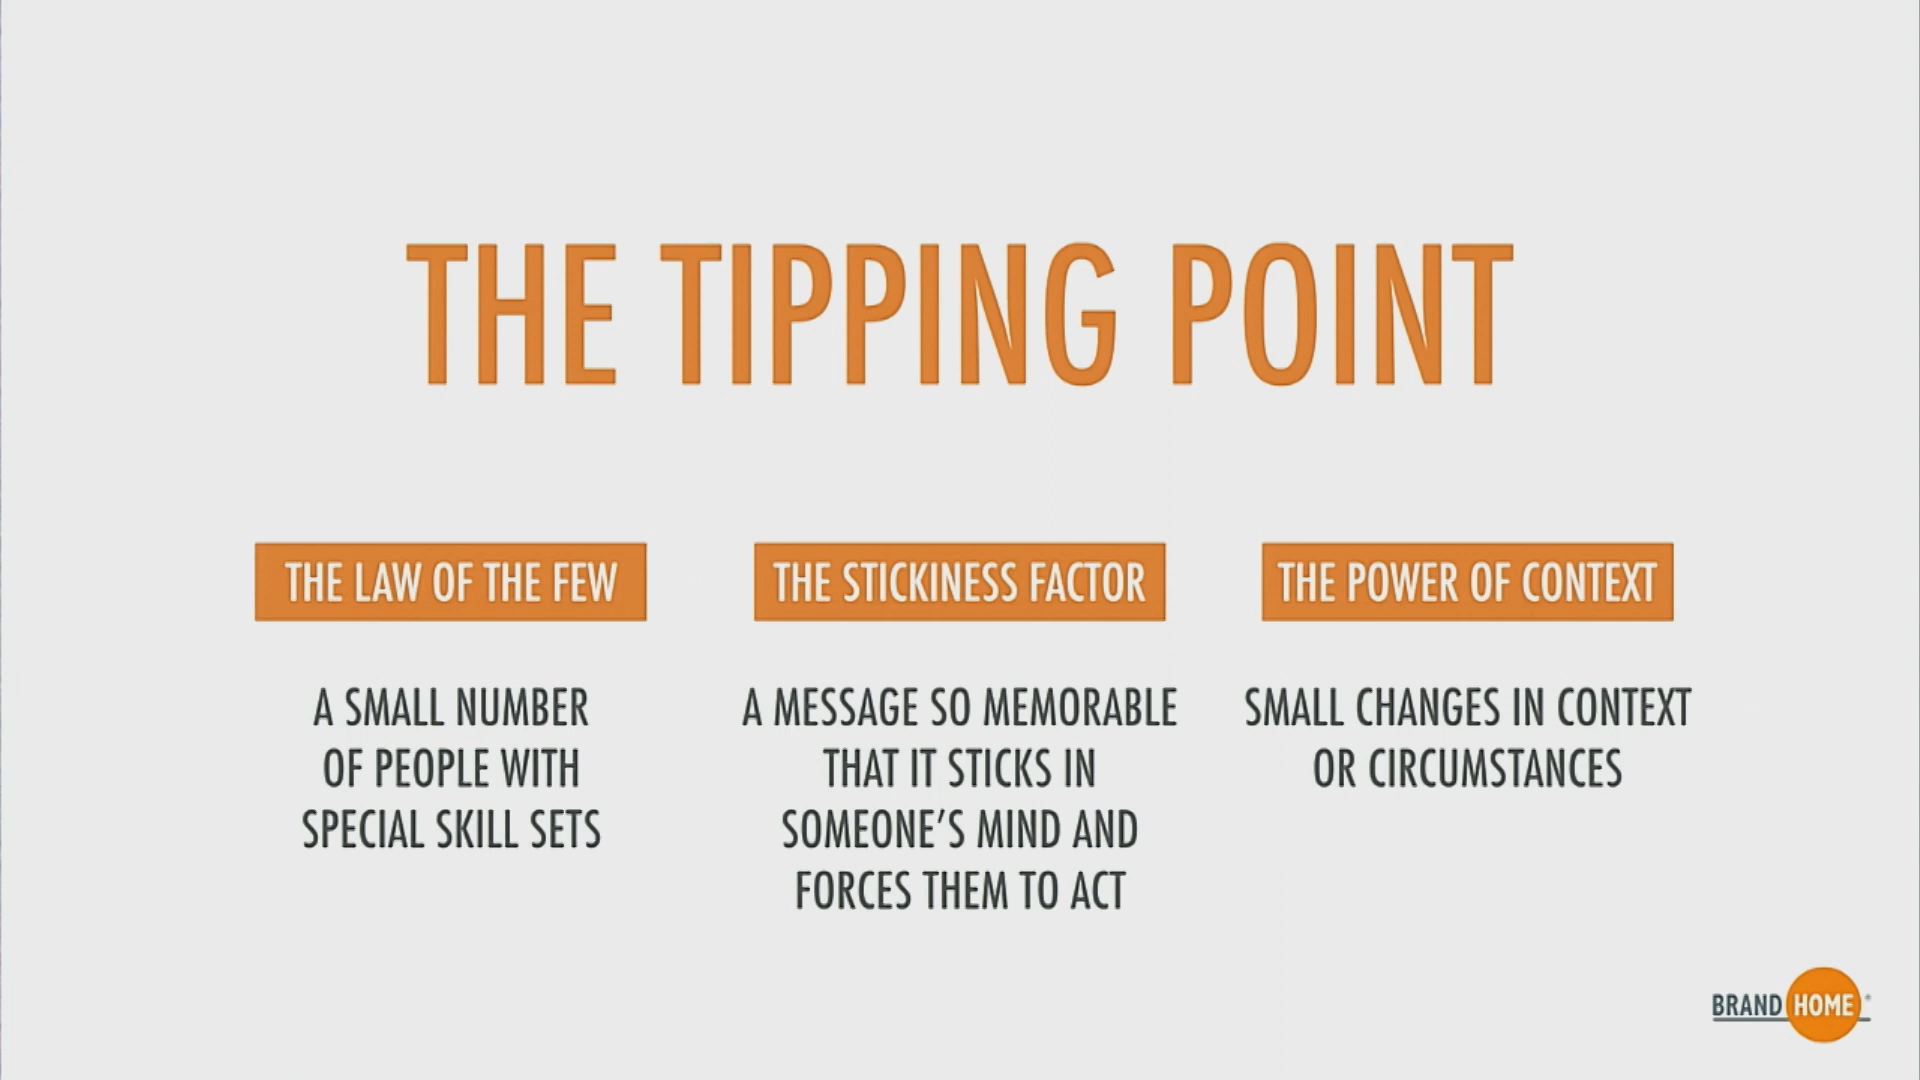 THE TIPPING POINT
THE LAW OF THE FEW
A SMALL NUMBER
OF PEOPLE WITH
SPECIAL SKILL SETS
THE STICKINESS FACTOR
A MESSAGE SO MEMORABLE
THAT IT STICKS IN
SOMEONE'S MIND AND
FORCES THEM TO ACT
THE POWER OF CONTEXT
SMALL CHANGES IN CONTEXT
OR CIRCUMSTANCES
BRAND HOME